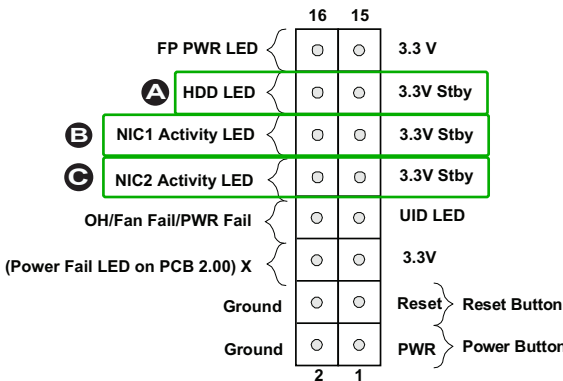 16 15
FP PWR LED 3.3 V
A HDD LED 3.3V Stby
B NIC1 Activity LED 3.3V Stby
C NIC2 Activity LED 3.3V Stby
OH/Fan Fail/PWR Fail UID LED
(Power Fail LED on PCB 2.00) X 3.3V
Ground Reset Reset Button
Ground PWR Power Button
2 1